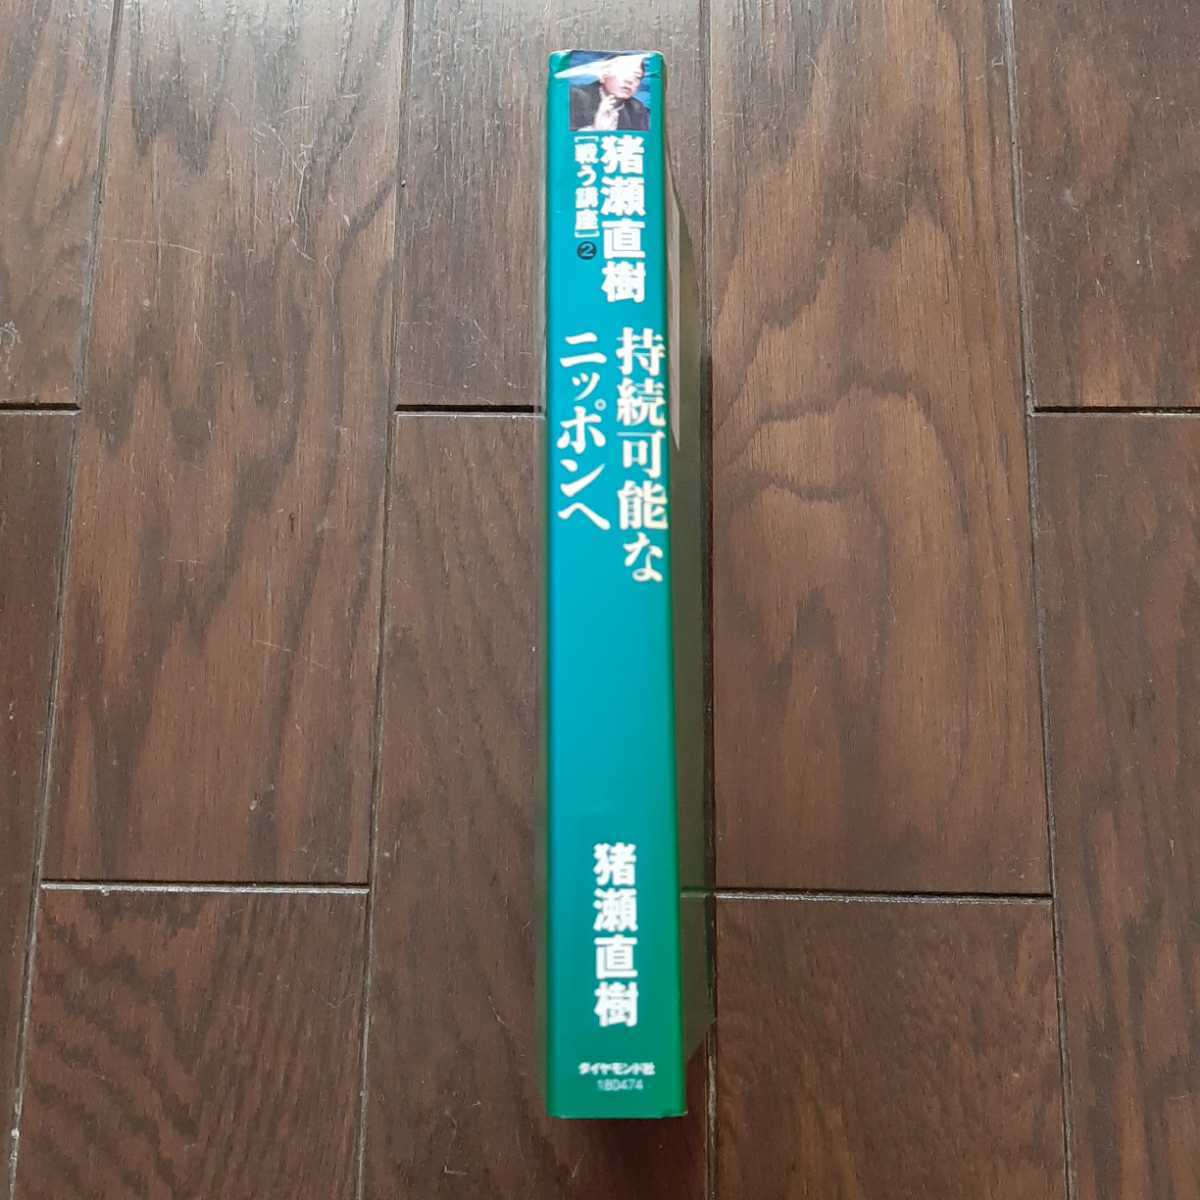 猪瀬直樹
[戦う講座]❷
持続可能な
ニッポンへ
猪瀬直樹
ダイヤモンド社
180474